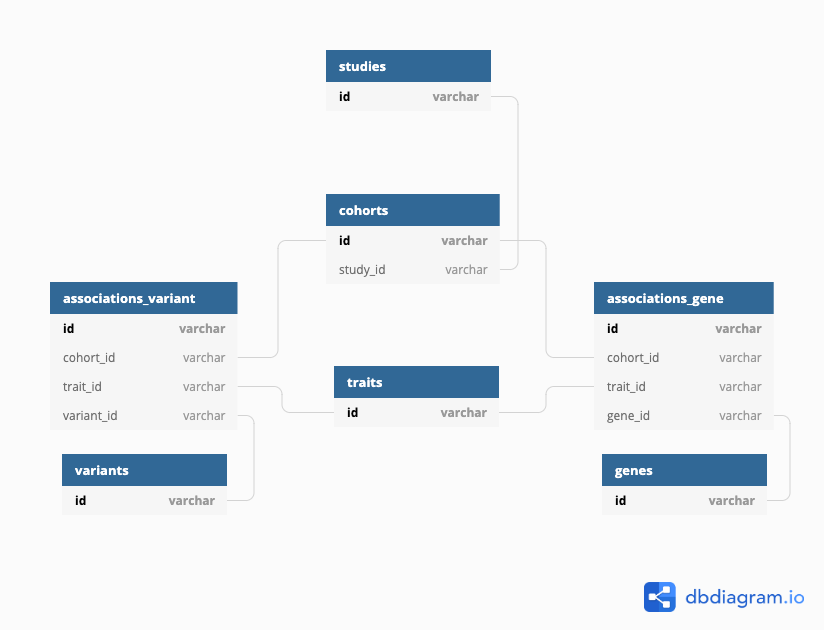 studies
id varchar
cohorts
id varchar
study_id varchar
associations_variant
id varchar
cohort_id varchar
trait_id varchar
variant_id varchar
associations_gene
id varchar
cohort_id varchar
trait_id varchar
gene_id varchar
traits
id varchar
variants
id varchar
genes
id varchar
dbdiagram.io